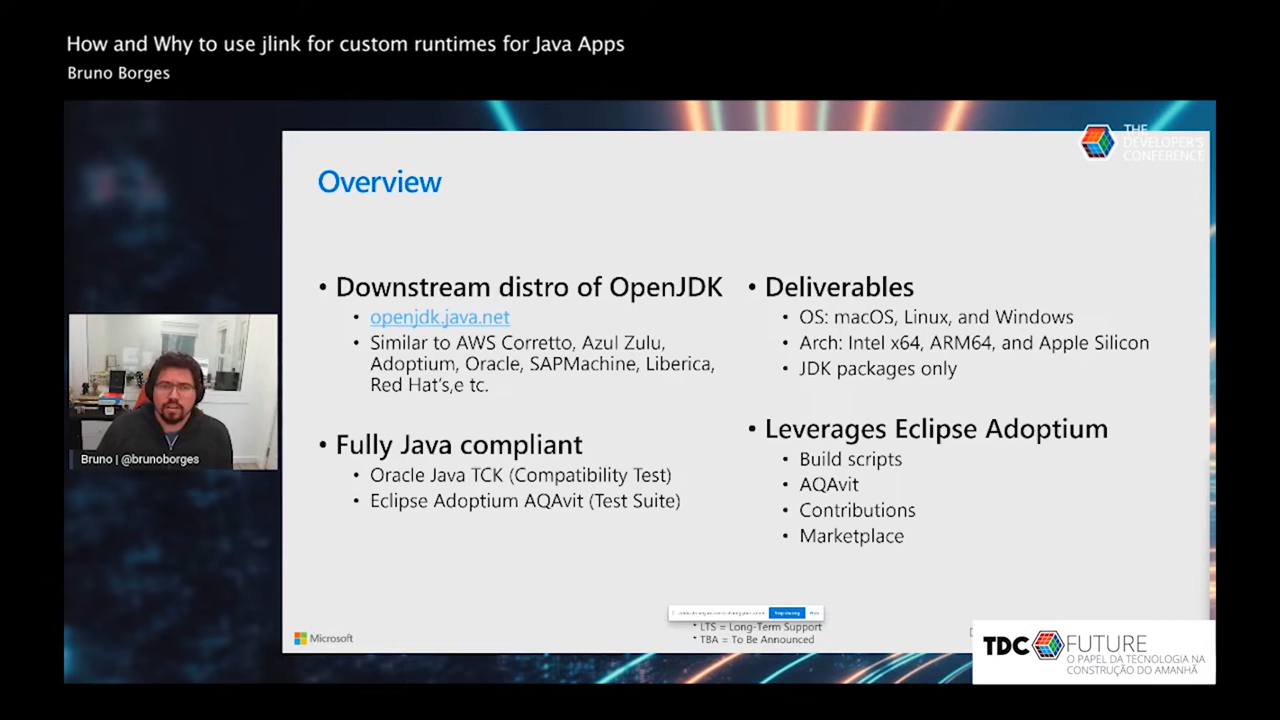 How and Why to use jlink for custom runtimes for Java Apps
Bruno Borges
THE
DEVELOPER'S
CONFERENCE
Overview
• Downstream distro of OpenJDK
• openjdk.java.net
• Similar to AWS Corretto, Azul Zulu,
Adoptium, Oracle, SAPMachine, Liberica,
Red Hat's,e tc.
• Fully Java compliant
• Oracle Java TCK (Compatibility Test)
• Eclipse Adoptium AQAvit (Test Suite)
• Deliverables
• OS: macOS, Linux, and Windows
• Arch: Intel x64, ARM64, and Apple Silicon
• JDK packages only
• Leverages Eclipse Adoptium
• Build scripts
• AQAvit
• Contributions
• Marketplace
Bruno | @brunoborges
Stop sharing
Hide
* LTS = Long-Term Support
* TBA = To Be Announced
Microsoft
TDC FUTURE
O PAPEL DA TECNOLOGIA NA
CONSTRUÇÃO DO AMANHÃ